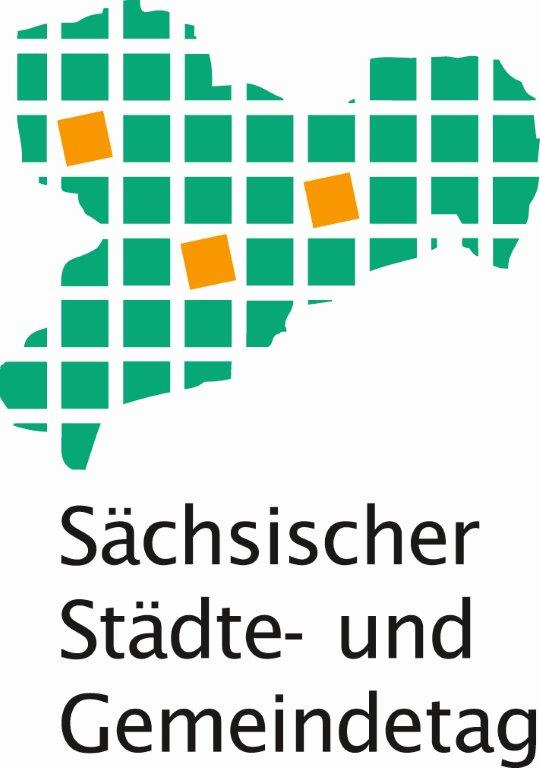 Sächsischer
Städte- und
Gemeindetag